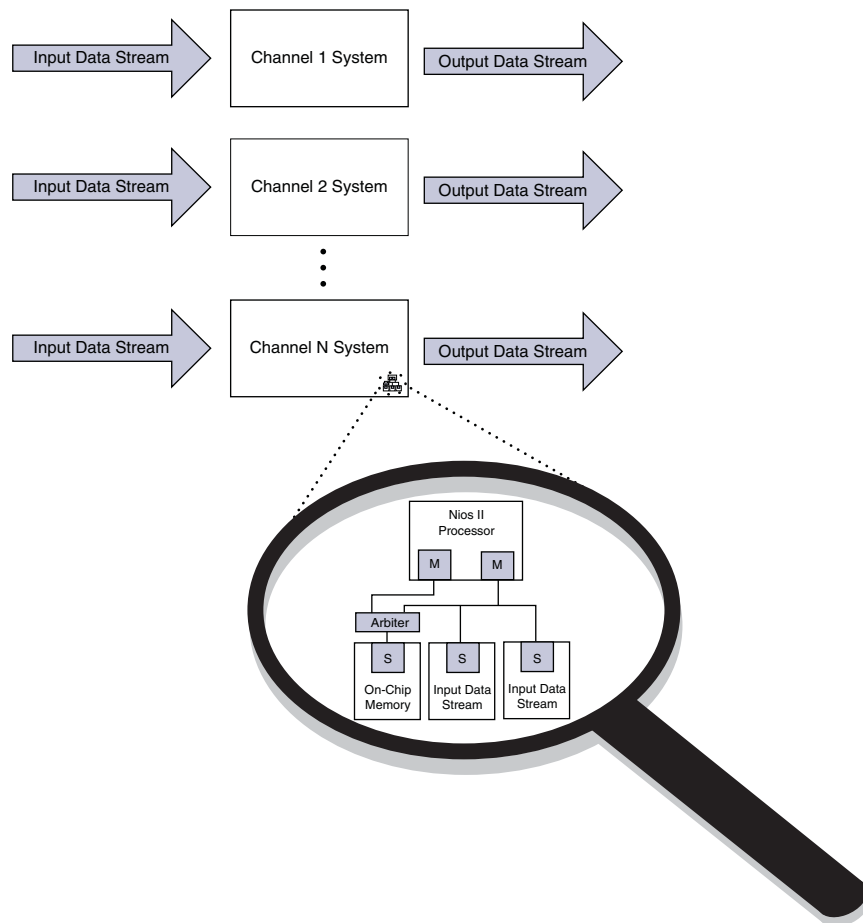 Input Data Stream
Channel 1 System
Output Data Stream
Input Data Stream
Channel 2 System
Output Data Stream
Input Data Stream
Channel N System
Output Data Stream
Nios II
Processor
M
M
Arbiter
S
S
S
On-Chip
Memory
Input Data
Stream
Input Data
Stream